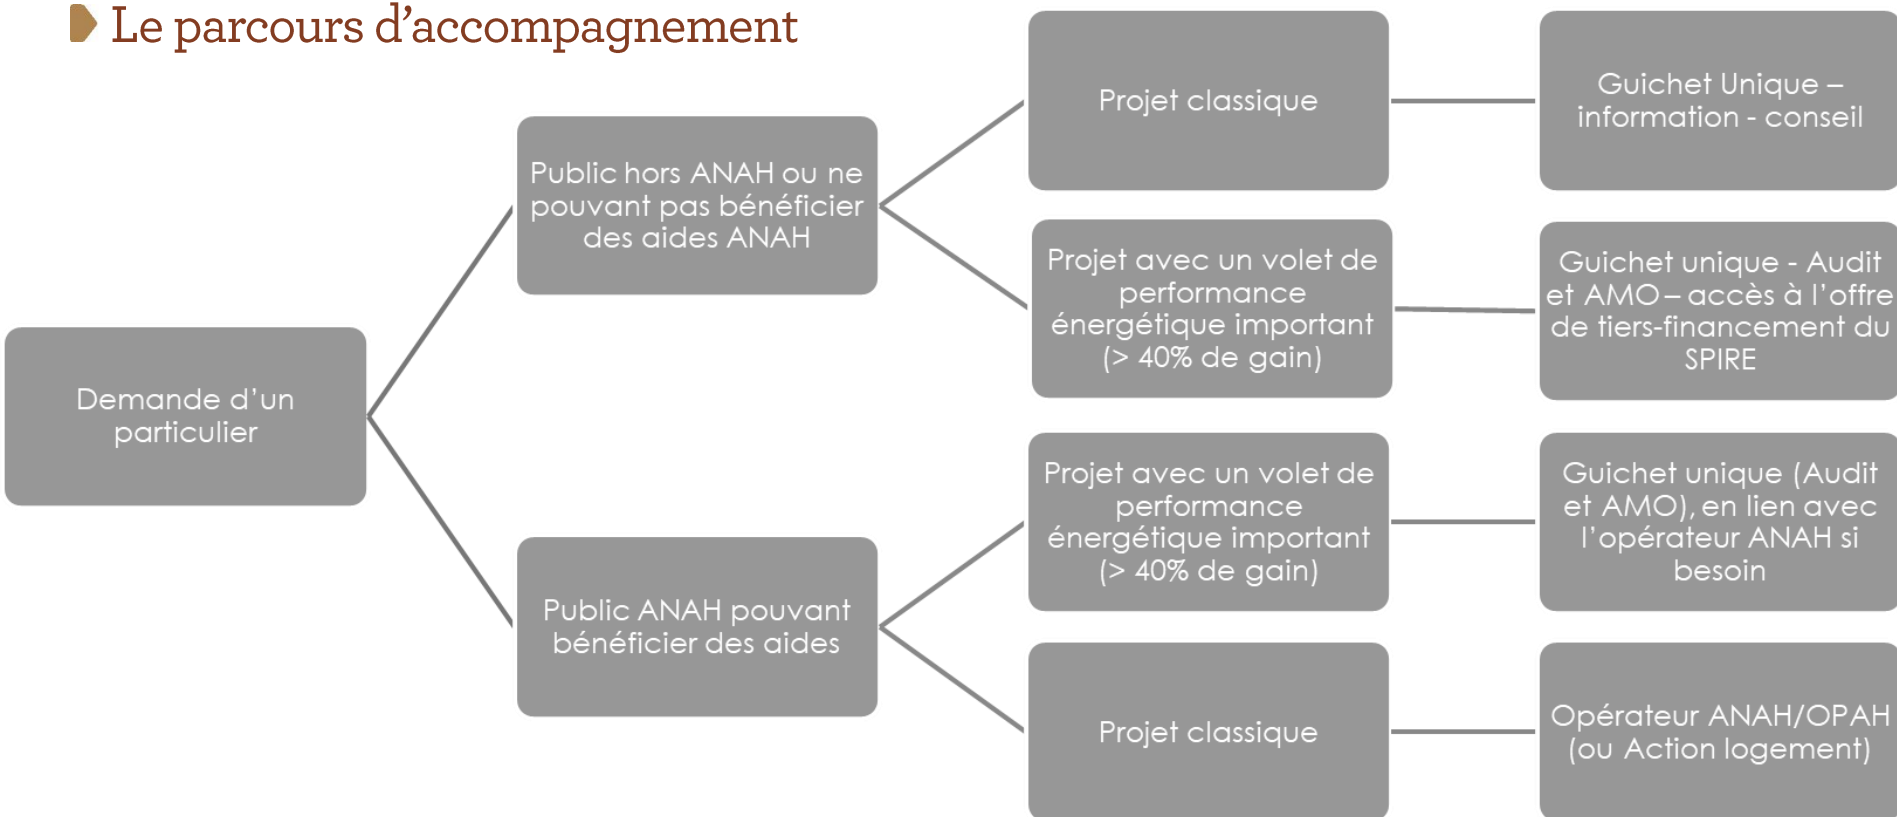 Le parcours d’accompagnement
Demande d’un
particulier
Public hors ANAH ou ne
pouvant pas bénéficier
des aides ANAH
Projet classique
Guichet Unique –
information - conseil
Projet avec un volet de
performance
énergétique important
(> 40% de gain)
Guichet unique - Audit
et AMO – accès à l’offre
de tiers-financement du
SPIRE
Public ANAH pouvant
bénéficier des aides
Projet avec un volet de
performance
énergétique important
(> 40% de gain)
Guichet unique (Audit
et AMO), en lien avec
l’opérateur ANAH si
besoin
Projet classique
Opérateur ANAH/OPAH
(ou Action logement)